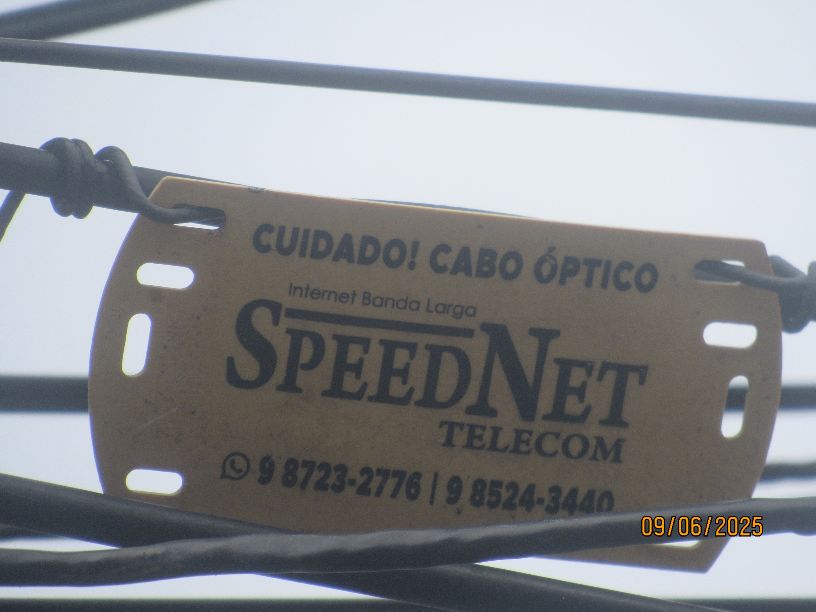 CUIDADO! CABO ÓPTICO
Internet Banda Larga
SPEEDNET
TELECOM
9 8723-2776 | 9 8524-3440
09/06/2025